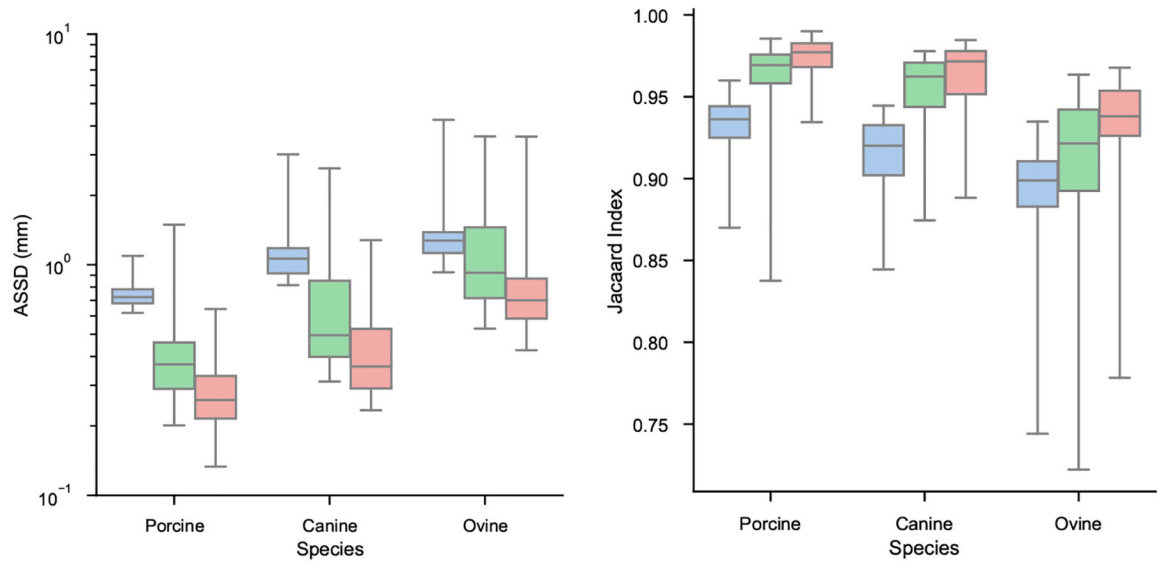 10^1
10^0
10^−1
ASSD (mm)
Porcine
Canine
Ovine
Species
1.00
0.95
0.90
0.85
0.80
0.75
Jacaard Index
Porcine
Canine
Ovine
Species